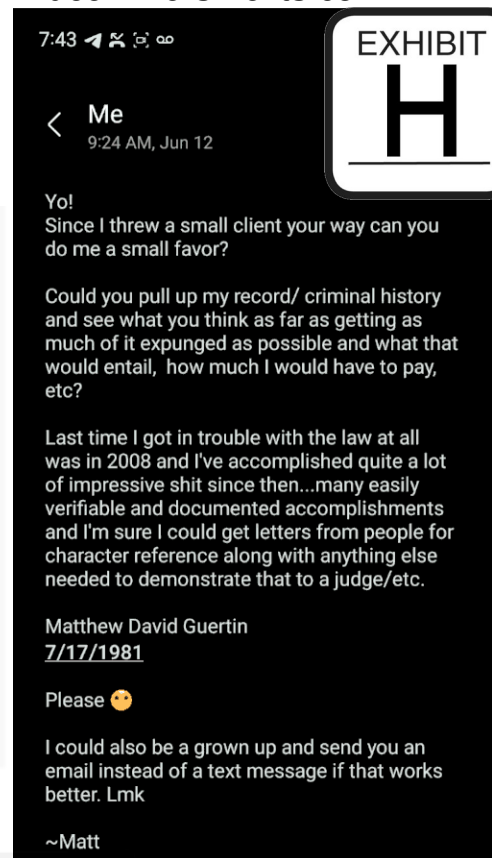 7:43
EXHIBIT
H
Me
9:24 AM, Jun 12
Yo!
Since I threw a small client your way can you
do me a small favor?
Could you pull up my record/ criminal history
and see what you think as far as getting as
much of it expunged as possible and what that
would entail,  how much I would have to pay,
etc?
Last time I got in trouble with the law at all
was in 2008 and I've accomplished quite a lot
of impressive shit since then...many easily
verifiable and documented accomplishments
and I'm sure I could get letters from people for
character reference along with anything else
needed to demonstrate that to a judge/etc.
Matthew David Guertin
7/17/1981
Please 😶
I could also be a grown up and send you an
email instead of a text message if that works
better. Lmk
~Matt